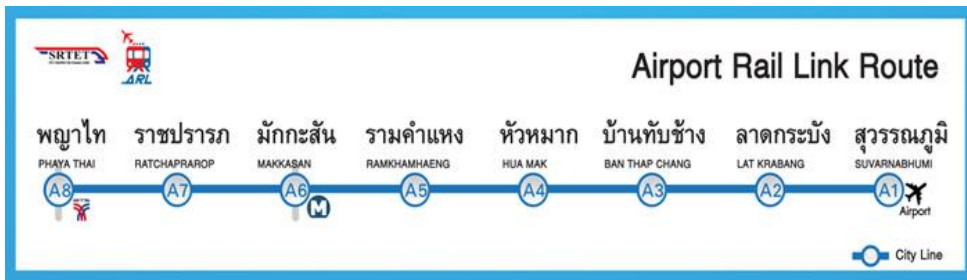 SRTET
ARL
Airport Rail Link Route
พญาไท ราชปรารภ มักกะสัน รามคำแหง หัวหมาก บ้านทับช้าง ลาดกระบัง สุวรรณภูมิ
PHAYA THAI RATCHAPRAROP MAKKASAN RAMKHAMHAENG HUA MAK BAN THAP CHANG LAT KRABANG SUVARNABHUMI
A8 A7 A6 A5 A4 A3 A2 A1
M
Airport
City Line